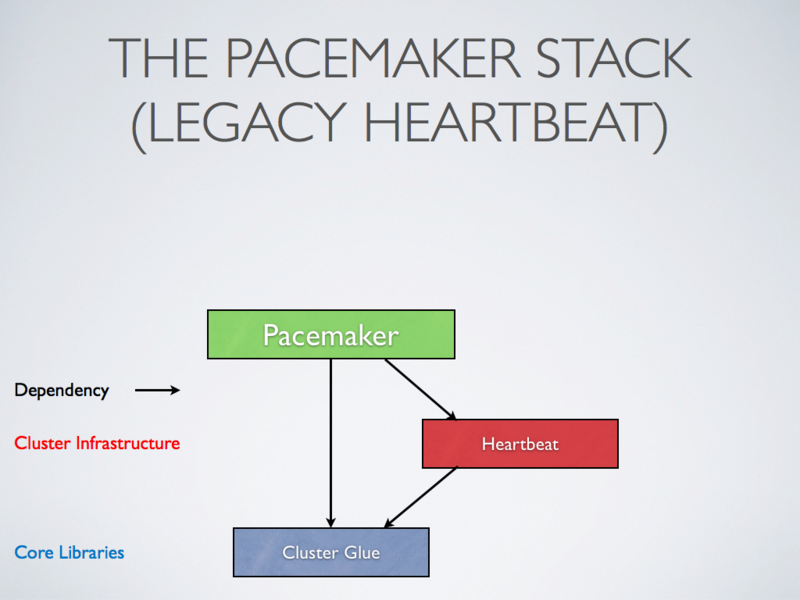 THE PACEMAKER STACK
(LEGACY HEARTBEAT)
Pacemaker
Dependency
Cluster Infrastructure
Heartbeat
Core Libraries
Cluster Glue